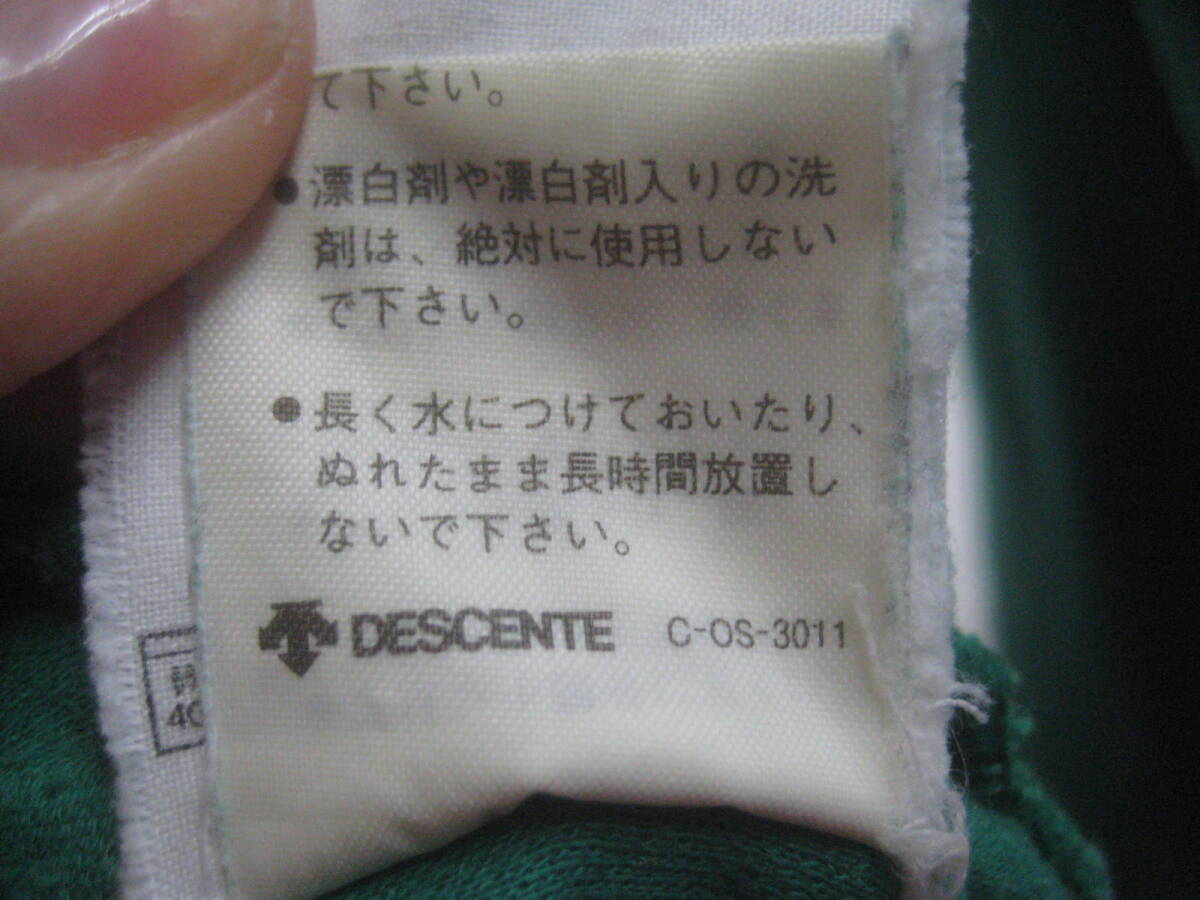 て下さい。
●漂白剤や漂白剤入りの洗
剤は、絶対に使用しない
で下さい。
●長く水につけておいたり、
ぬれたまま長時間放置し
ないで下さい。
DESCENTE C-OS-3011
40